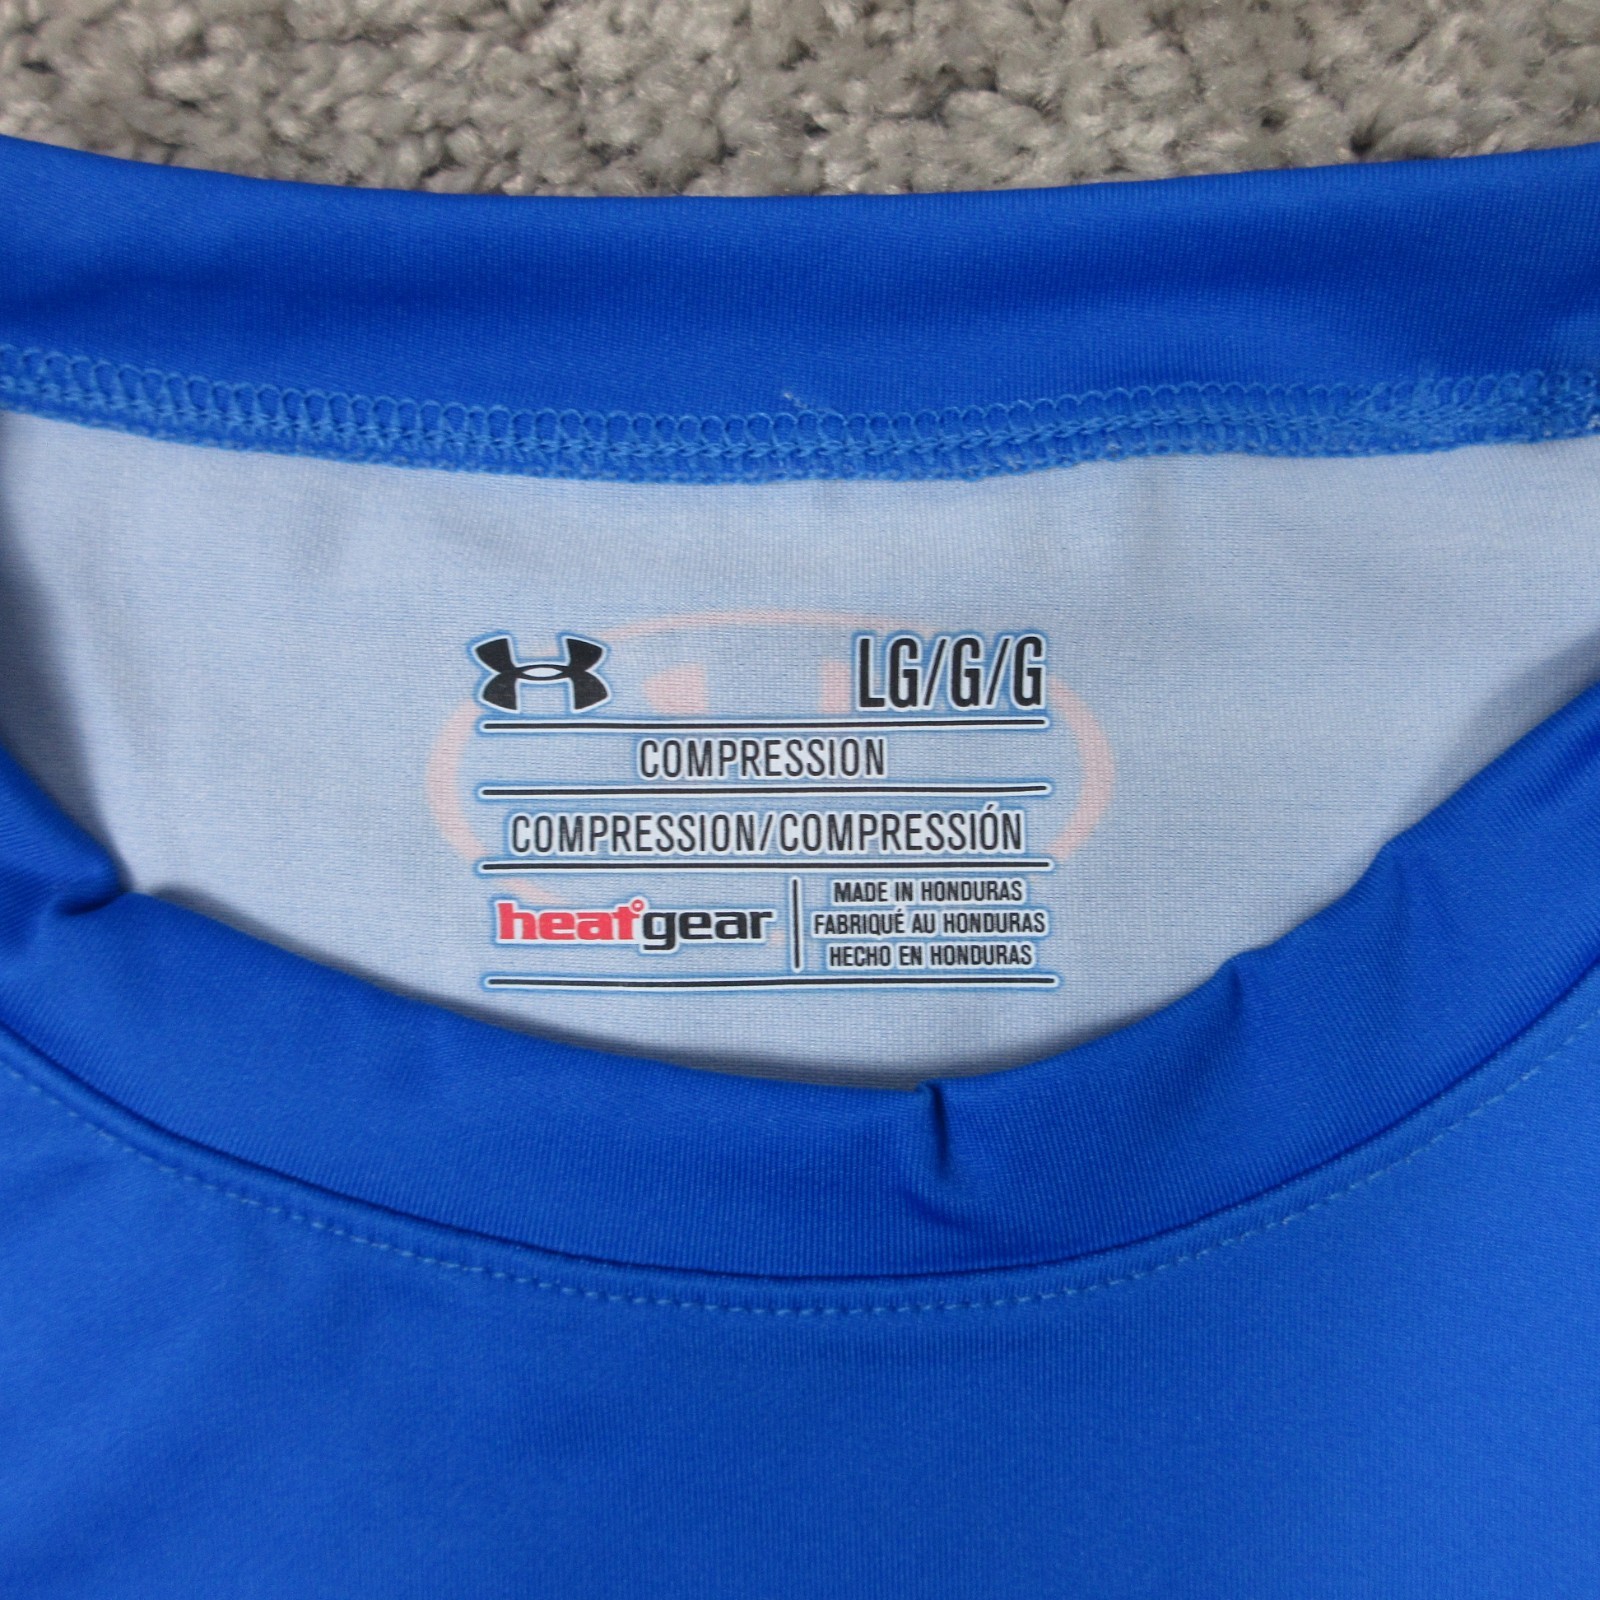 LG/G/G
COMPRESSION
COMPRESSION/COMPRESSIÓN
heatgear
MADE IN HONDURAS
FABRIQUÉ AU HONDURAS
HECHO EN HONDURAS